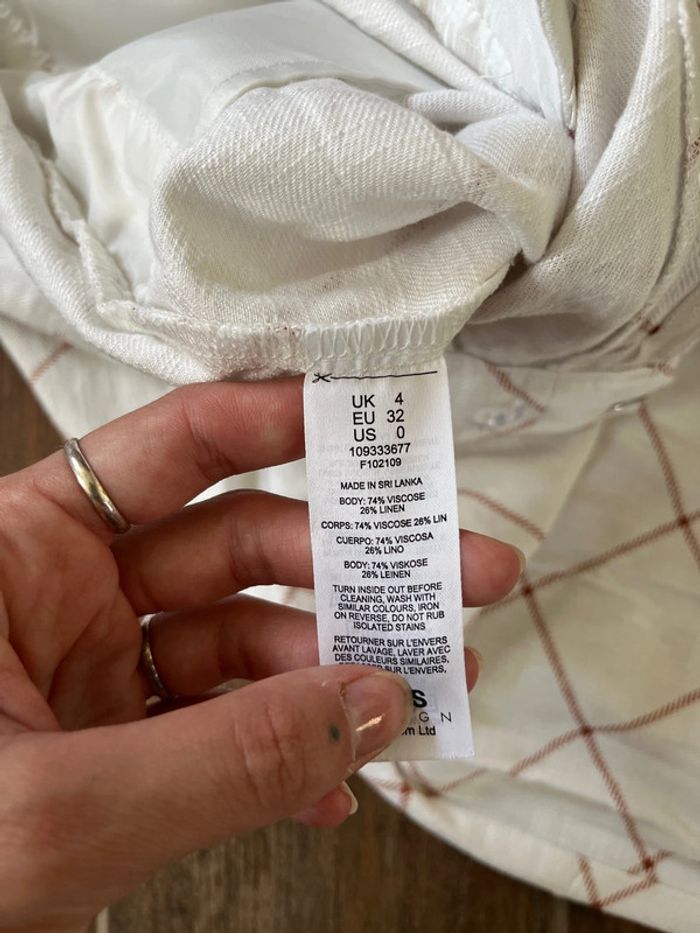 UK 4
EU 32
US 0
109333677
F102109
MADE IN SRI LANKA
BODY: 74% VISCOSE
26% LINEN
CORPS: 74% VISCOSE 26% LIN
CUERPO: 74% VISCOSA
26% LINO
BODY: 74% VISKOSE
26% LEINEN
TURN INSIDE OUT BEFORE
CLEANING, WASH WITH
SIMILAR COLOURS, IRON
ON REVERSE, DO NOT RUB
ISOLATED STAINS
RETOURNER SUR L'ENVERS
AVANT LAVAGE, LAVER AVEC
DES COULEURS SIMILAIRES,
SUR L'ENVERS,
S
G N
m Ltd